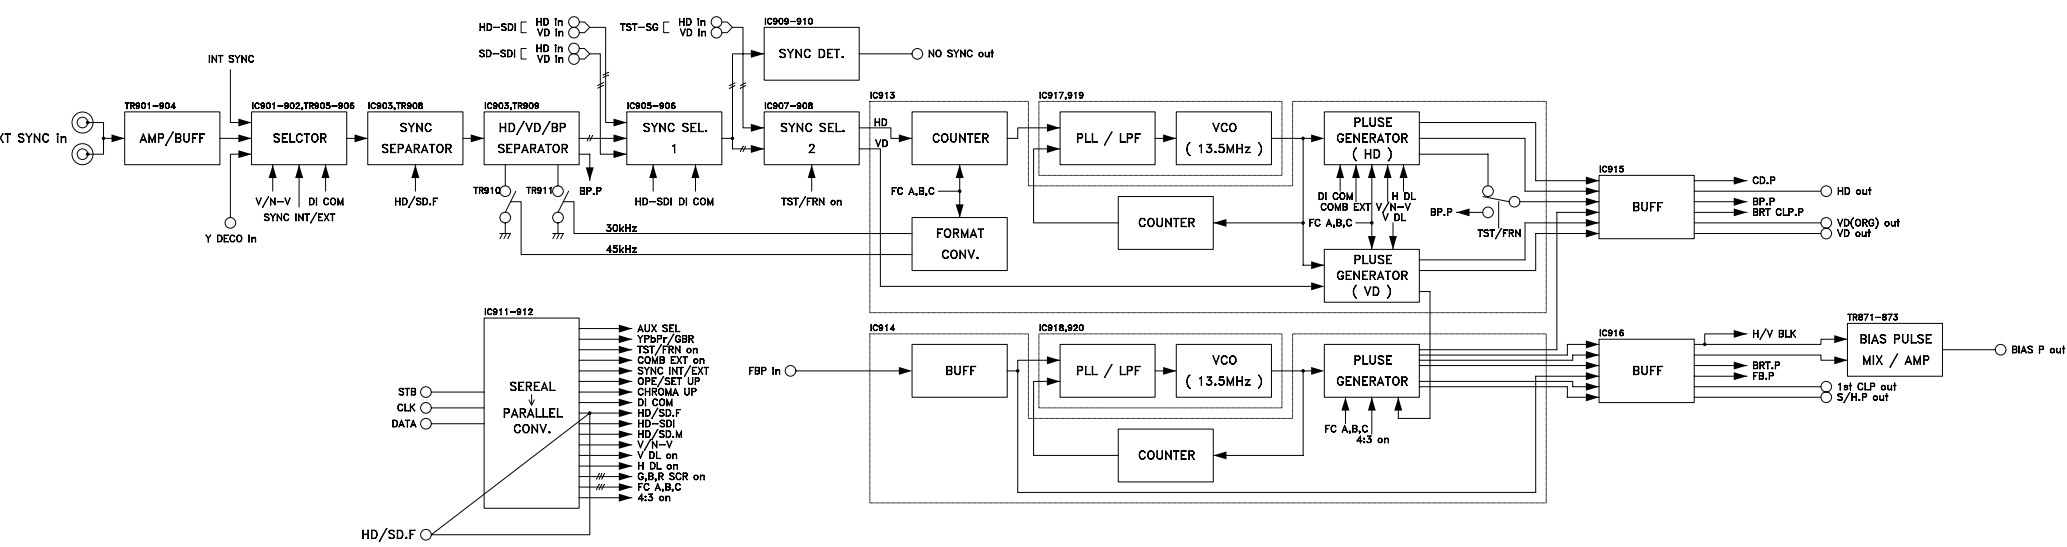 HD-SDI
HD in
VD in
SD-SDI
HD in
VD in
TST-SG
HD in
VD in
IC909-910
SYNC DET.
NO SYNC out
INT SYNC
XT SYNC in
TR901-904
AMP/BUFF
IC901-902,TR905-906
SELCTOR
V/N-V
SYNC INT/EXT
DI COM
Y DECO in
IC903,TR908
SYNC
SEPARATOR
HD/SD.F
IC903,TR909
HD/VD/BP
SEPARATOR
TR910
TR911
BP.P
IC905-906
SYNC SEL.
1
HD-SDI
DI COM
IC907-908
SYNC SEL.
2
TST/FRN on
HD
VD
30kHz
45kHz
IC913
COUNTER
FC A,B,C
FORMAT
CONV.
IC917,919
PLL / LPF
VCO
( 13.5MHz )
COUNTER
PLUSE
GENERATOR
( HD )
DI COM
COMB EXT
V/N-V
H DL
V DL
FC A,B,C
PLUSE
GENERATOR
( VD )
BP.P
TST/FRN
IC915
BUFF
CD.P
HD out
BP.P
BRT CLP.P
VD(ORG) out
VD out
IC911-912
SEREAL
↓
PARALLEL
CONV.
STB
CLK
DATA
HD/SD.F
AUX SEL
YPbPr/GBR
TST/FRN on
COMB EXT on
SYNC INT/EXT
OPE/SET UP
CHROMA UP
DI COM
HD/SD.F
HD-SDI
HD/SD.M
V/N-V
V DL on
H DL on
G,B,R SCR on
FC A,B,C
4:3 on
FBP in
IC914
BUFF
IC918,920
PLL / LPF
VCO
( 13.5MHz )
COUNTER
PLUSE
GENERATOR
FC A,B,C
4:3 on
IC916
BUFF
H/V BLK
BRT.P
FB.P
1st CLP out
S/H.P out
TR871-873
BIAS PULSE
MIX / AMP
BIAS P out